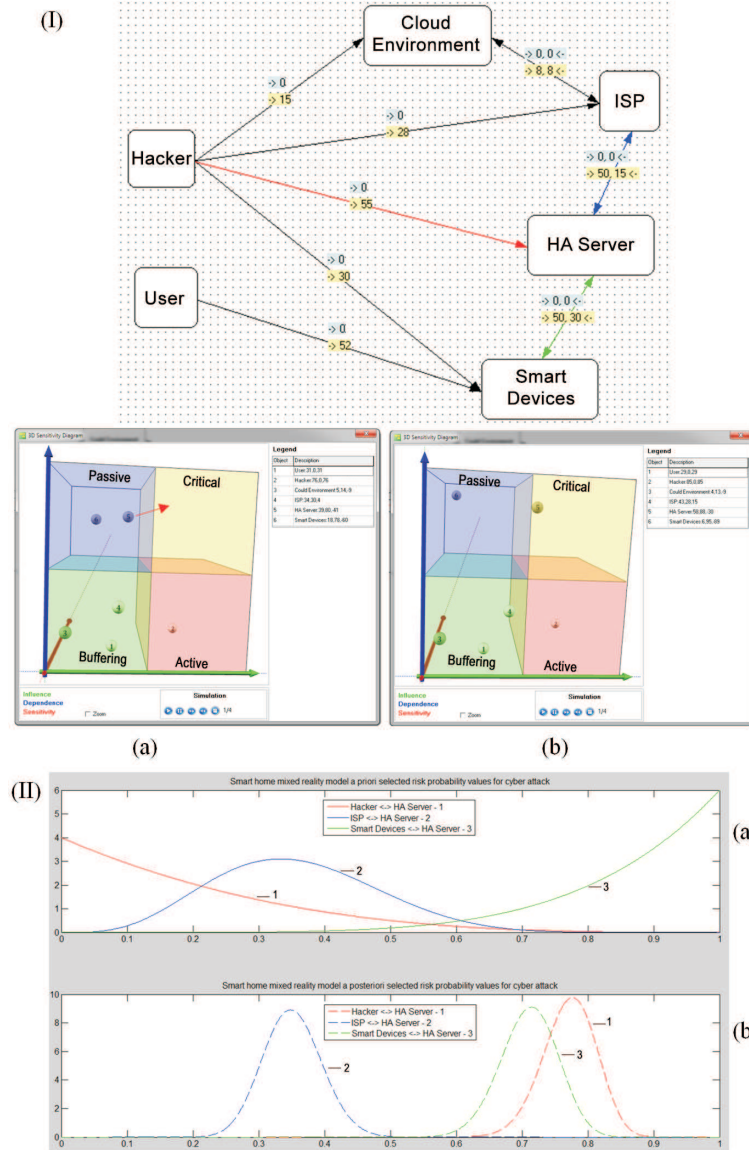 (I)
Cloud
Environment
-> 0, 0 <-
-> 8, 8 <-
ISP
-> 0
-> 15
-> 0
-> 28
Hacker
-> 0, 0 <-
-> 50, 15 <-
-> 0
-> 55
HA Server
-> 0
-> 30
User
-> 0, 0 <-
-> 50, 30 <-
-> 0
-> 52
Smart
Devices
3D Sensitivity Diagram
Passive
Critical
Buffering
Active
Legend
Object Description
1 User:31,0,31
2 Hacker:76,0,76
3 Could Environment:5,14,-9
4 ISP:34,30,4
5 HA Server:39,80,-41
6 Smart Devices:18,78,-60
Influence
Dependence
Sensitivity
Zoom
Simulation
1/4
(a)
3D Sensitivity Diagram
Passive
Critical
Buffering
Active
Legend
Object Description
1 User:29,0,29
2 Hacker:85,0,85
3 Could Environment:4,13,-9
4 ISP:43,28,15
5 HA Server:58,88,-30
6 Smart Devices:6,95,-89
Influence
Dependence
Sensitivity
Zoom
Simulation
1/4
(b)
(II)
Smart home mixed reality model a priori selected risk probability values for cyber attack
6
5
4
3
2
1
0
Hacker <-> HA Server - 1
ISP <-> HA Server - 2
Smart Devices <-> HA Server - 3
1
2
3
0 0.1 0.2 0.3 0.4 0.5 0.6 0.7 0.8 0.9 1
(a
Smart home mixed reality model a posteriori selected risk probability values for cyber attack
10
8
6
4
2
0
Hacker <-> HA Server - 1
ISP <-> HA Server - 2
Smart Devices <-> HA Server - 3
2
1
3
0 0.1 0.2 0.3 0.4 0.5 0.6 0.7 0.8 0.9 1
(b